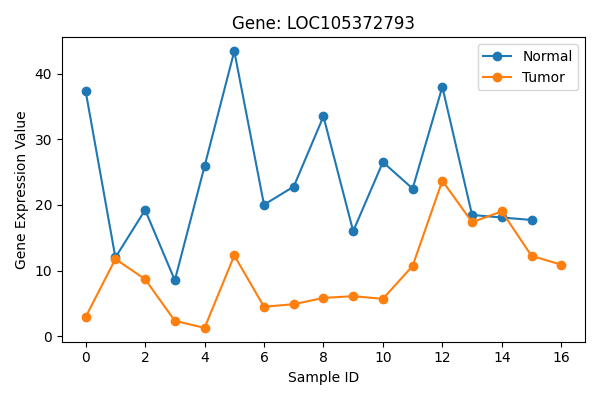 Gene: LOC105372793
Normal
Tumor
Gene Expression Value
40
30
20
10
0
0 2 4 6 8 10 12 14 16
Sample ID